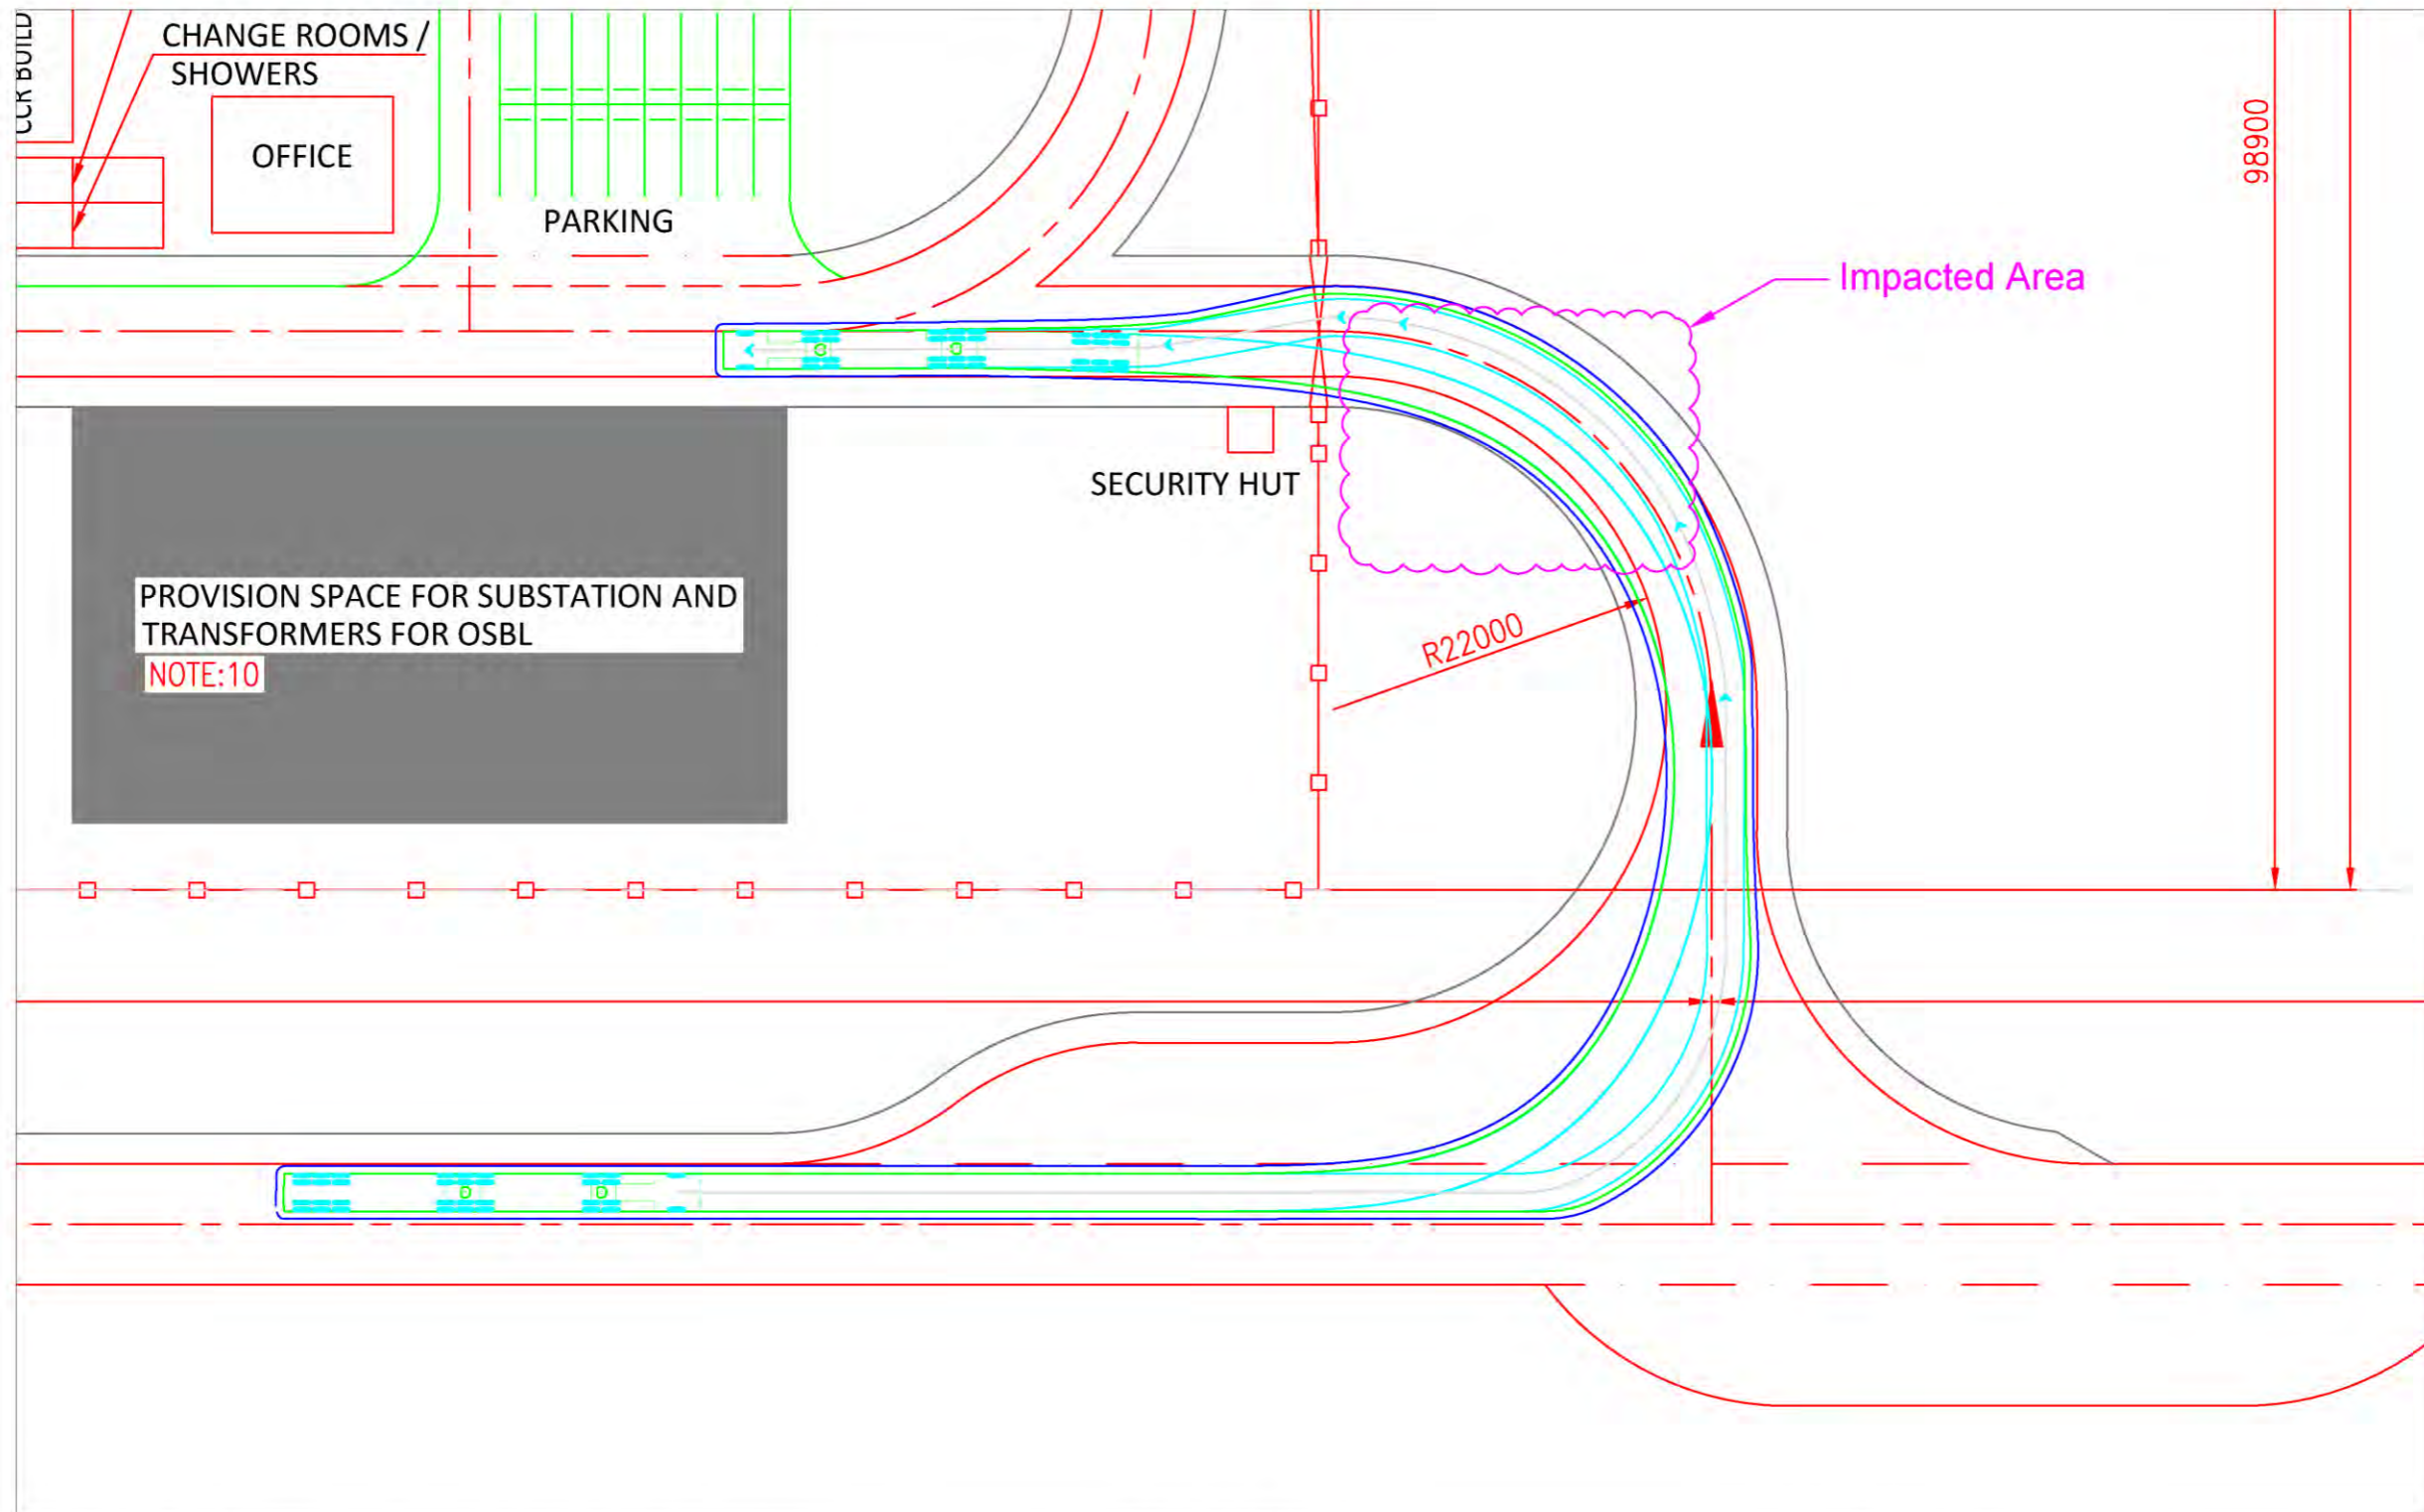 CCR BUILD
CHANGE ROOMS /
SHOWERS
OFFICE
PARKING
98900
Impacted Area
SECURITY HUT
PROVISION SPACE FOR SUBSTATION AND
TRANSFORMERS FOR OSBL
NOTE:10
R22000